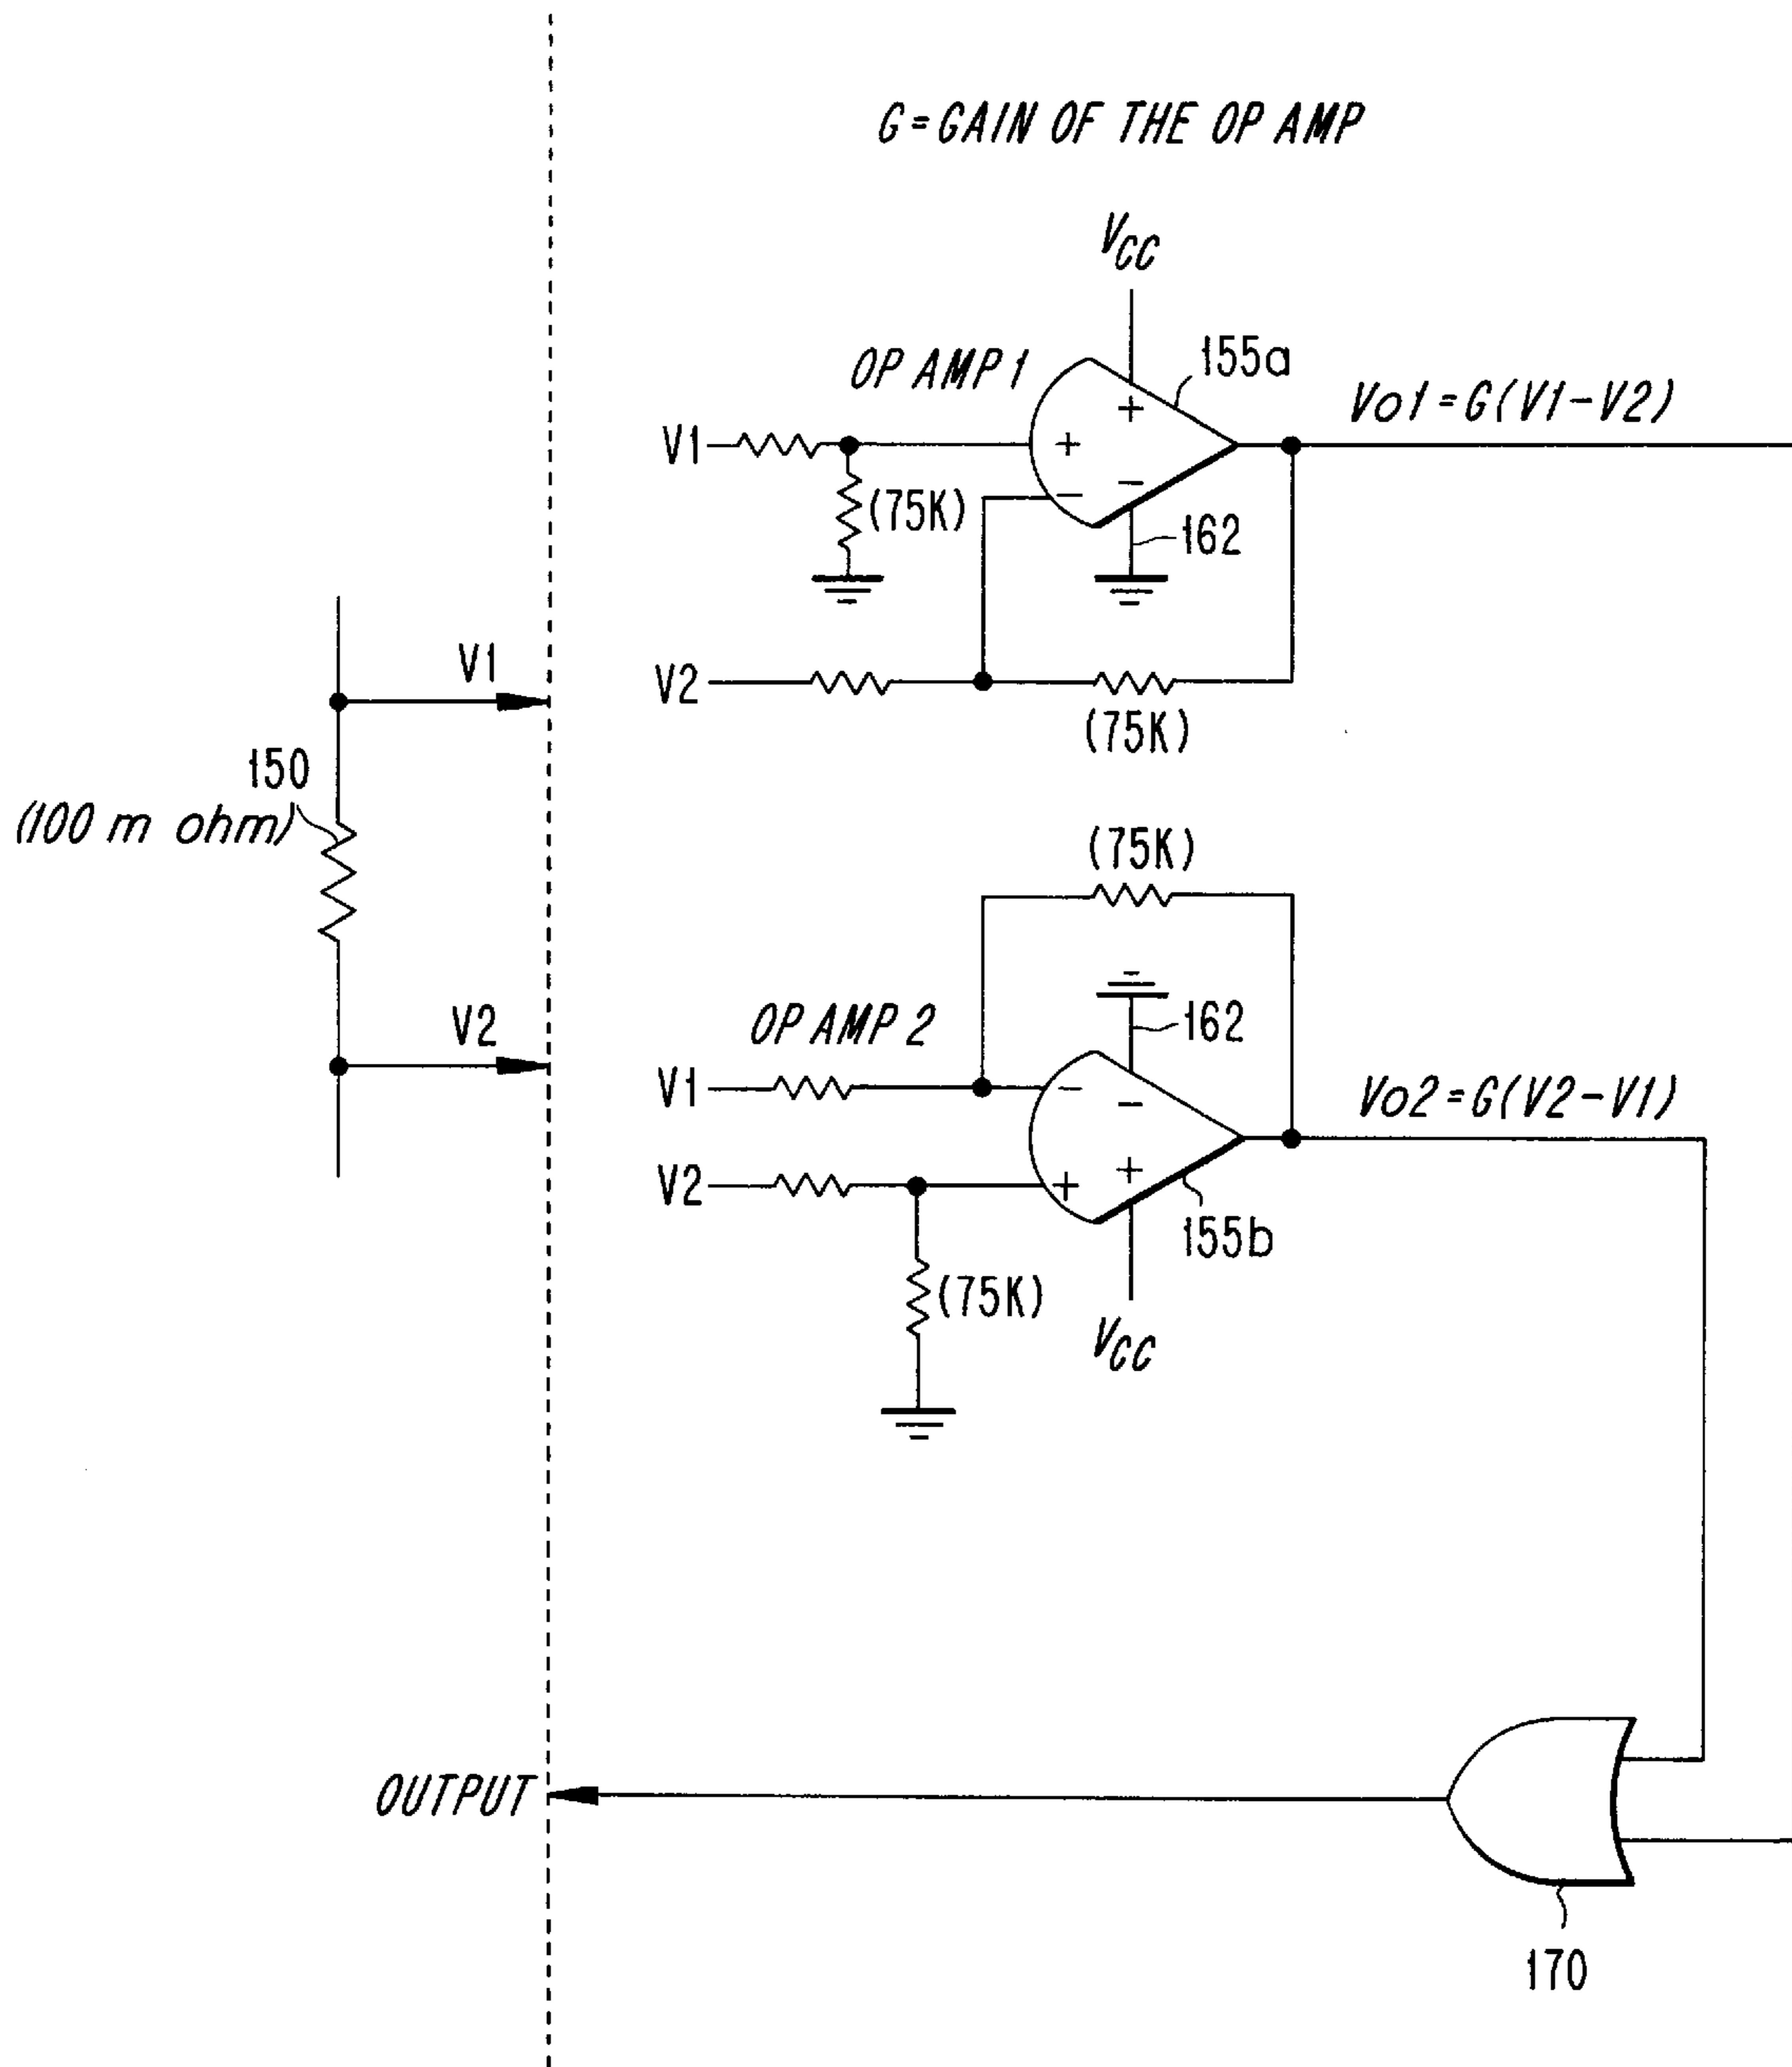 G=GAIN OF THE OP AMP
VCC
OP AMP 1
155a
Vo1=G(V1-V2)
V1
+
+
−
−
(75K)
162
V2
(75K)
V1
150
(100 m ohm)
V2
(75K)
OP AMP 2
162
V1
−
−
Vo2=G(V2-V1)
V2
+
+
155b
(75K)
VCC
OUTPUT
170